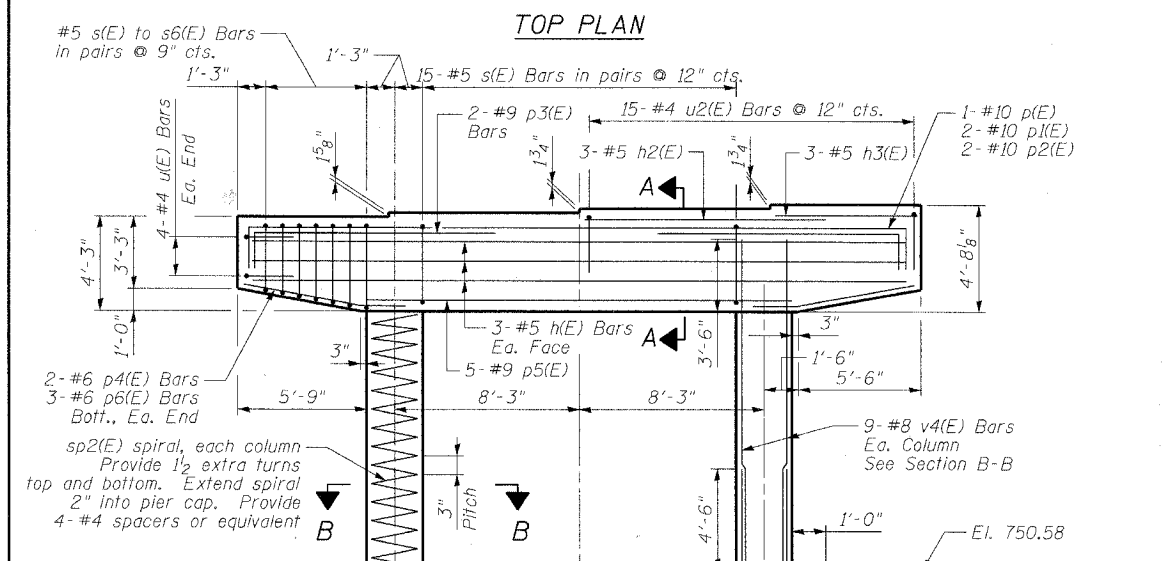 TOP PLAN
#5 s(E) to s6(E) Bars
in pairs @ 9" cts.
1'-3"
1'-3"
15-#5 s(E) Bars in pairs @ 12" cts.
2-#9 p3(E)
Bars
15-#4 u2(E) Bars @ 12" cts.
1-#10 p(E)
2-#10 p1(E)
2-#10 p2(E)
4-#4 u(E) Bars
Ea. End
1 5/8"
1 3/4"
3-#5 h2(E)
1 3/4"
3-#5 h3(E)
A
4'-3"
3'-3"
1'-0"
4'-8 1/8"
3"
3-#5 h(E) Bars
Ea. Face
A
3'-6"
3"
1'-6"
5-#9 p5(E)
2-#6 p4(E) Bars
3-#6 p6(E) Bars
Bott., Ea. End
5'-9"
8'-3"
8'-3"
5'-6"
sp2(E) spiral, each column
Provide 1 1/2 extra turns
top and bottom. Extend spiral
2" into pier cap. Provide
4-#4 spacers or equivalent
B
B
3"
Pitch
9-#8 v4(E) Bars
Ea. Column
See Section B-B
4'-6"
1'-0"
El. 750.58